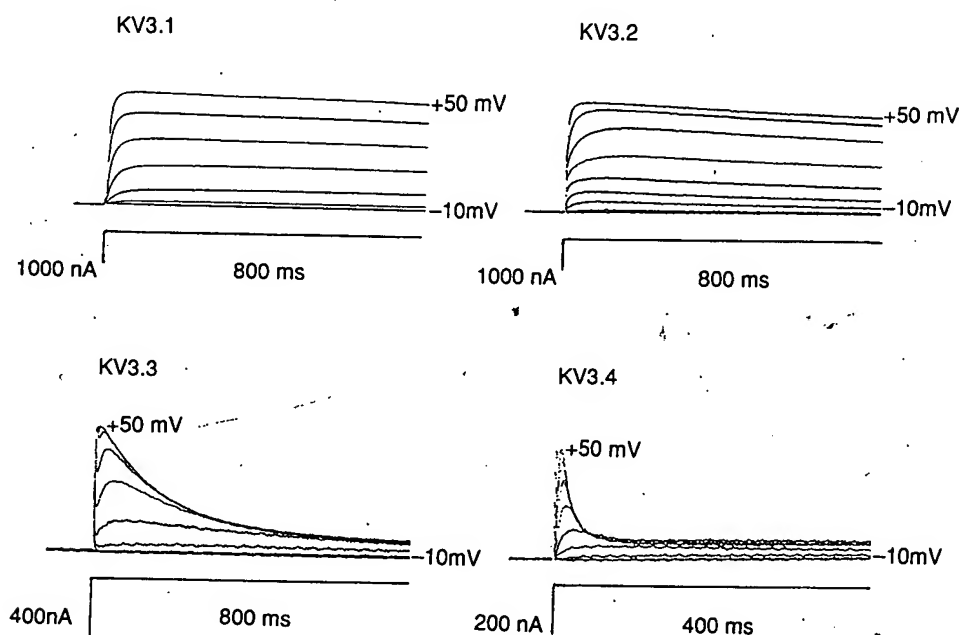 KV3.1
+50 mV
-10mV
1000 nA
800 ms
KV3.2
+50 mV
-10mV
1000 nA
800 ms
KV3.3
+50 mV
-10mV
400nA
800 ms
KV3.4
+50 mV
-10mV
200 nA
400 ms